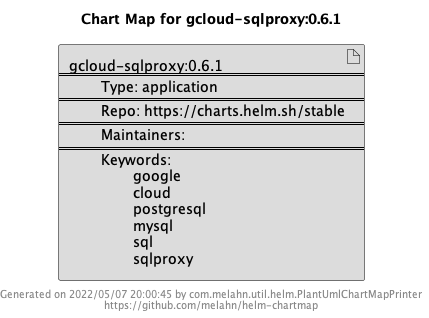 Chart Map for gcloud-sqlproxy:0.6.1
gcloud-sqlproxy:0.6.1
Type: application
Repo: https://charts.helm.sh/stable
Maintainers:
Keywords:
google
cloud
postgresql
mysql
sql
sqlproxy
Generated on 2022/05/07 20:00:45 by com.melahn.util.helm.PlantUmlChartMapPrinter
https://github.com/melahn/helm-chartmap